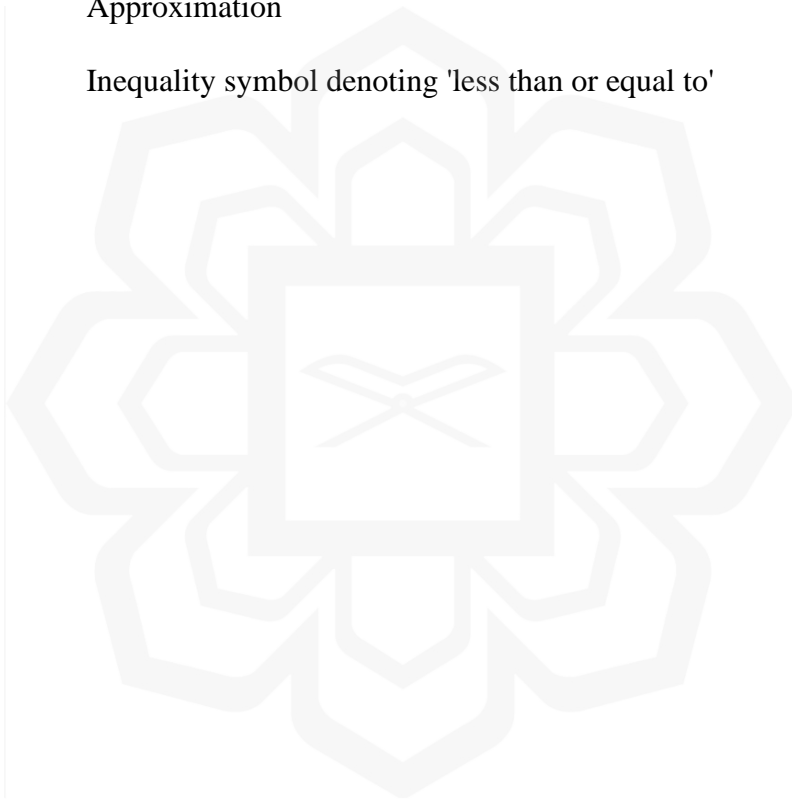 Approximation
Inequality symbol denoting 'less than or equal to'